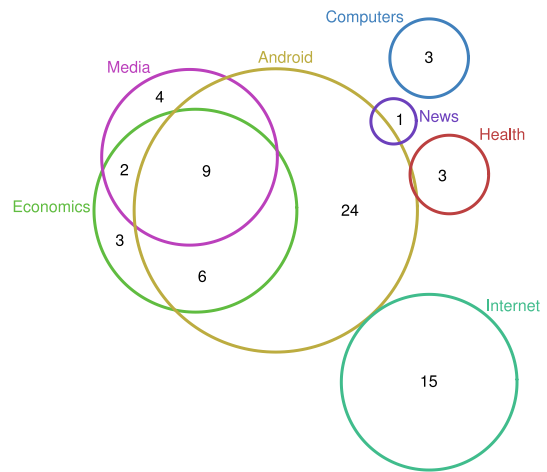 Computers
3
Android
Media
4
1
News
Health
2
9
3
Economics
24
3
6
Internet
15